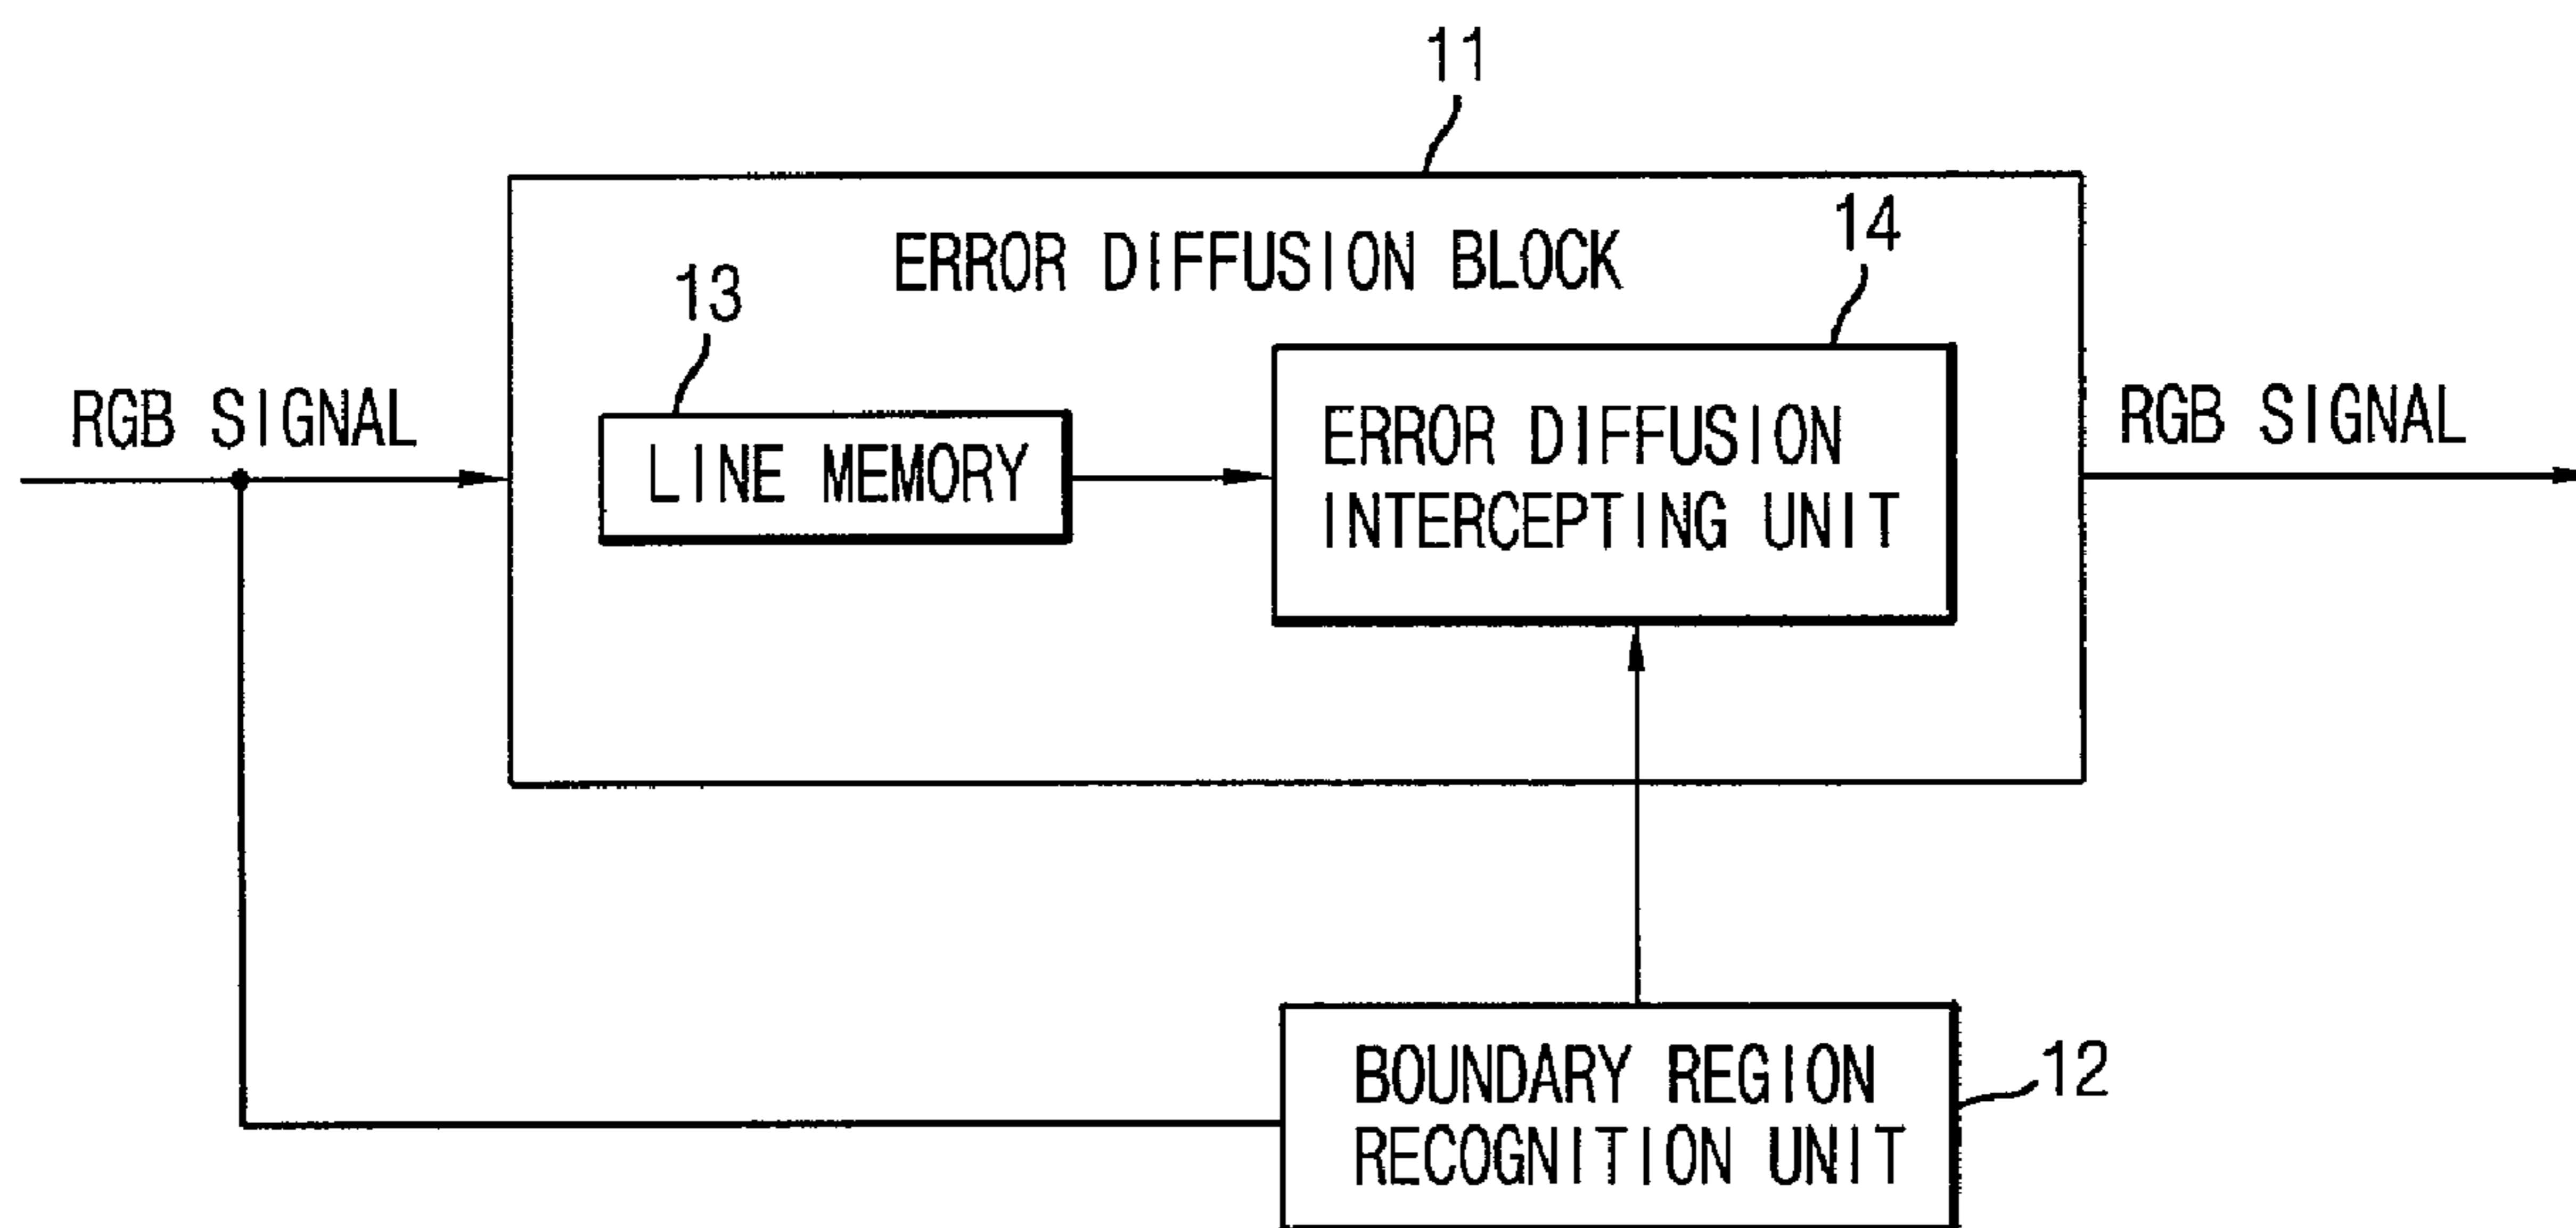 11
ERROR DIFFUSION BLOCK
14
13
RGB SIGNAL
LINE MEMORY
ERROR DIFFUSION
INTERCEPTING UNIT
RGB SIGNAL
BOUNDARY REGION
RECOGNITION UNIT
12